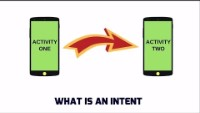 ACTIVITY
ONE
ACTIVITY
TWO
WHAT IS AN INTENT